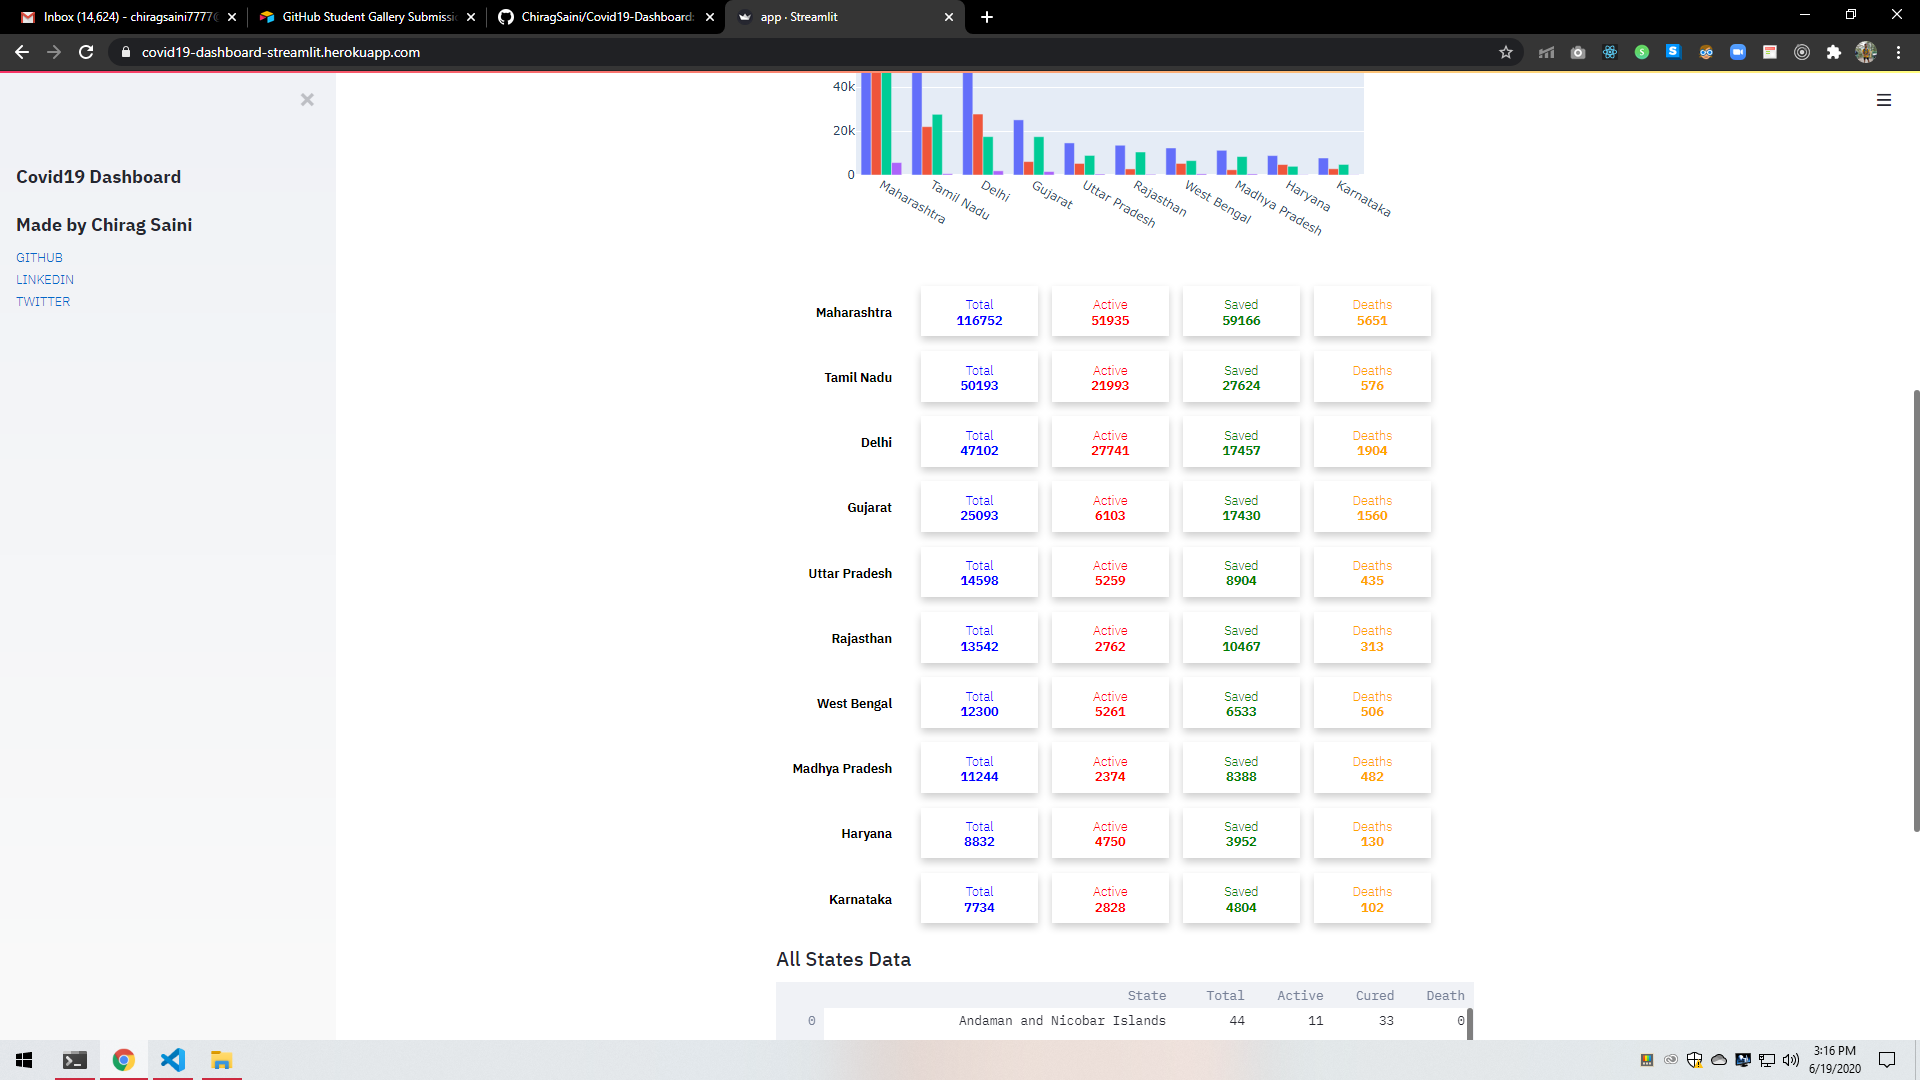 Inbox (14,624) - chiragsaini7777@
GitHub Student Gallery Submissio
ChiragSaini/Covid19-Dashboard:
app · Streamlit
covid19-dashboard-streamlit.herokuapp.com
Covid19 Dashboard
Made by Chirag Saini
GITHUB
LINKEDIN
TWITTER
40k
20k
0
Maharashtra Tamil Nadu Delhi Gujarat Uttar Pradesh Rajasthan West Bengal Madhya Pradesh Haryana Karnataka
Total Active Saved Deaths
Maharashtra 116752 51935 59166 5651
Total Active Saved Deaths
Tamil Nadu 50193 21993 27624 576
Total Active Saved Deaths
Delhi 47102 27741 17457 1904
Total Active Saved Deaths
Gujarat 25093 6103 17430 1560
Total Active Saved Deaths
Uttar Pradesh 14598 5259 8904 435
Total Active Saved Deaths
Rajasthan 13542 2762 10467 313
Total Active Saved Deaths
West Bengal 12300 5261 6533 506
Total Active Saved Deaths
Madhya Pradesh 11244 2374 8388 482
Total Active Saved Deaths
Haryana 8832 4750 3952 130
Total Active Saved Deaths
Karnataka 7734 2828 4804 102
All States Data
State Total Active Cured Death
0 Andaman and Nicobar Islands 44 11 33 0
3:16 PM
6/19/2020